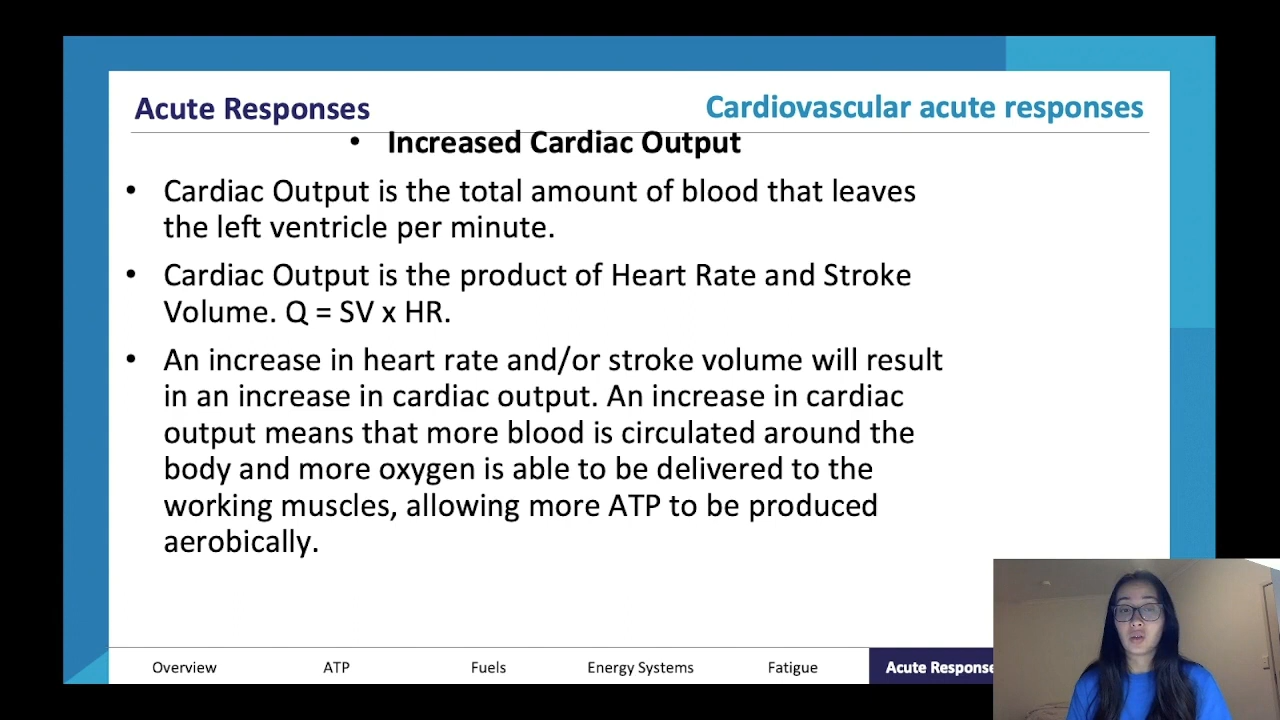 Acute Responses
Cardiovascular acute responses
• Increased Cardiac Output
• Cardiac Output is the total amount of blood that leaves
the left ventricle per minute.
• Cardiac Output is the product of Heart Rate and Stroke
Volume. Q = SV x HR.
• An increase in heart rate and/or stroke volume will result
in an increase in cardiac output. An increase in cardiac
output means that more blood is circulated around the
body and more oxygen is able to be delivered to the
working muscles, allowing more ATP to be produced
aerobically.
Overview ATP Fuels Energy Systems Fatigue Acute Response